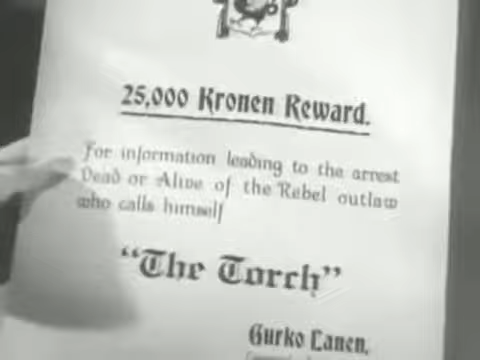 25,000 Kronen Reward.
For information leading to the arrest
Dead or Alive of the Rebel outlaw
who calls himself
“The Torch”
Gurko Lanen,